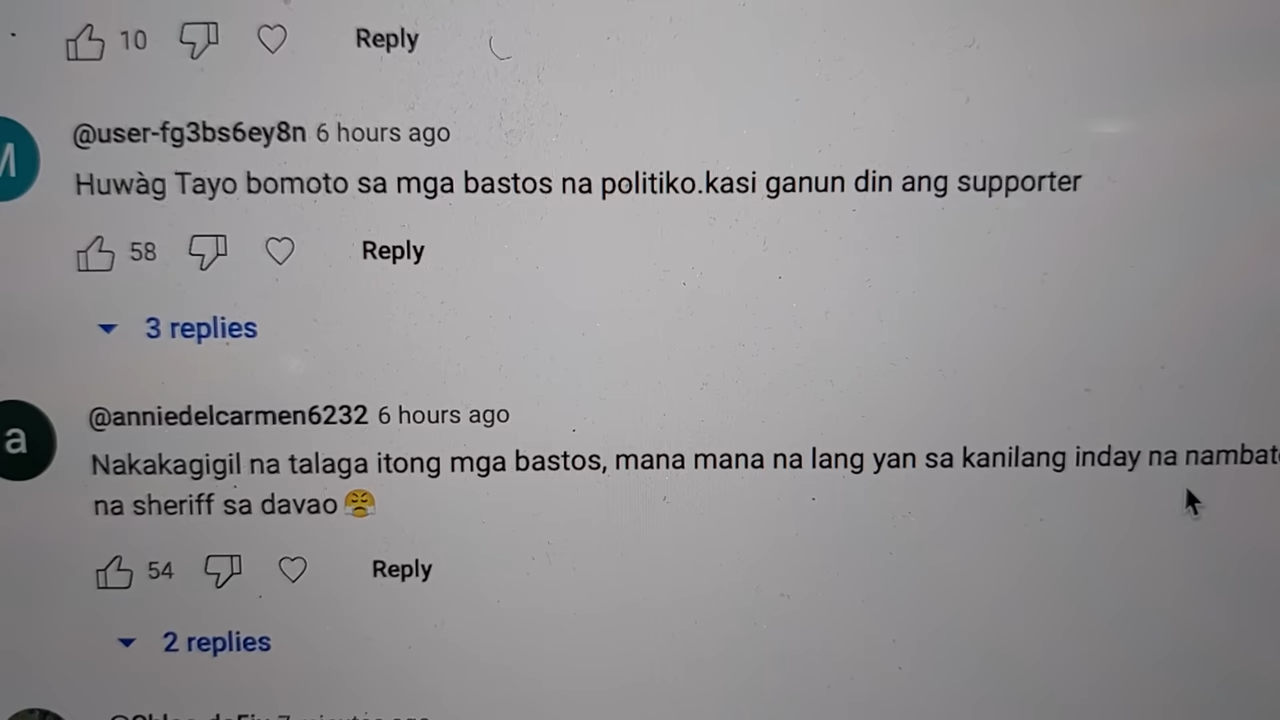 10 Reply
M
@user-fg3bs6ey8n 6 hours ago
Huwàg Tayo bomoto sa mga bastos na politiko.kasi ganun din ang supporter
58 Reply
3 replies
a
@anniedelcarmen6232 6 hours ago
Nakakagigil na talaga itong mga bastos, mana mana na lang yan sa kanilang inday na
na sheriff sa davao 😤
54 Reply
2 replies